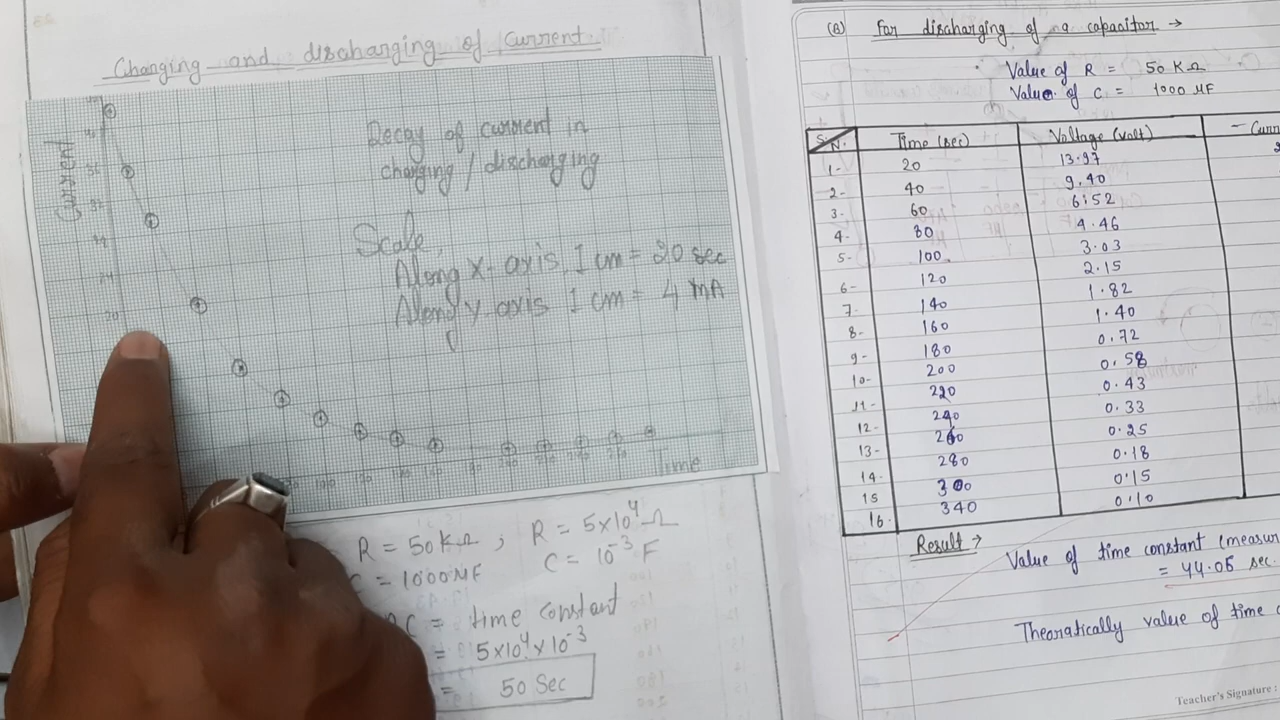 Charging and discharging of Current
Current
36
32
24
20
Decay of current in
charging / discharging
Scale,
Along X-axis, 1 cm = 20 sec
Along y-axis 1 cm = 4 mA
Time
R = 50 KΩ ; R = 5×10⁴ Ω
C = 1000 MF C = 10⁻³ F
C = time constant
= 5×10⁴×10⁻³
= 50 Sec
(B) For discharging of a capacitor →
Value of R = 50 KΩ
Value of C = 1000 MF
S.N. Time (sec) Voltage (volt)
1- 20 13.97
2- 40 9.40
3- 60 6.52
4- 80 4.46
5- 100 3.03
6- 120 2.15
7- 140 1.82
8- 160 1.40
9- 180 0.72
10- 200 0.58
11- 220 0.43
12- 240 0.33
13- 260 0.25
14- 280 0.18
15 300 0.15
16- 340 0.10
Result →
Value of time constant
= 44.05 sec.
Theoratically value of time
Teacher's Signature :